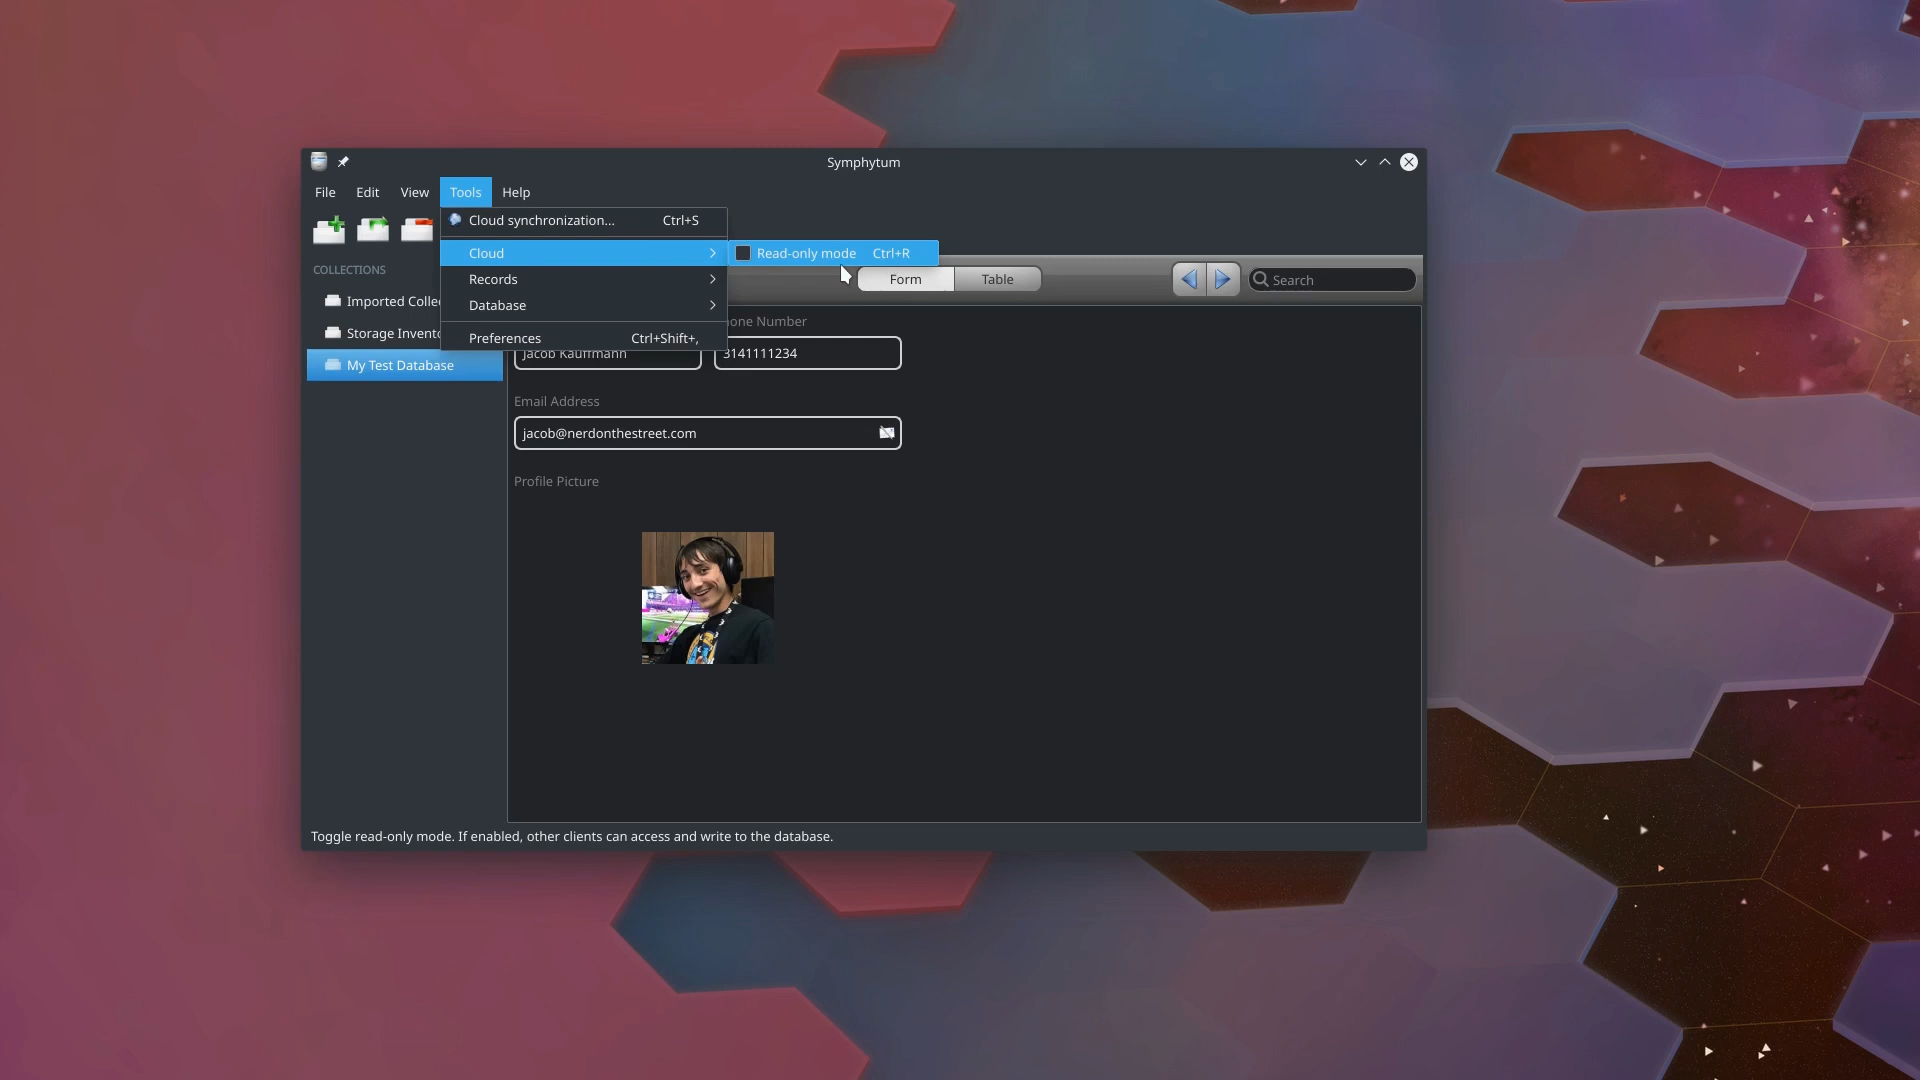 Symphytum
File Edit View Tools Help
Cloud synchronization... Ctrl+S
Cloud
Read-only mode Ctrl+R
Records
Database
Preferences Ctrl+Shift+,
COLLECTIONS
Imported Colle
Storage Invento
My Test Database
Form Table
Search
one Number
Jacob Kauffmann
3141111234
Email Address
jacob@nerdonthestreet.com
Profile Picture
Toggle read-only mode. If enabled, other clients can access and write to the database.